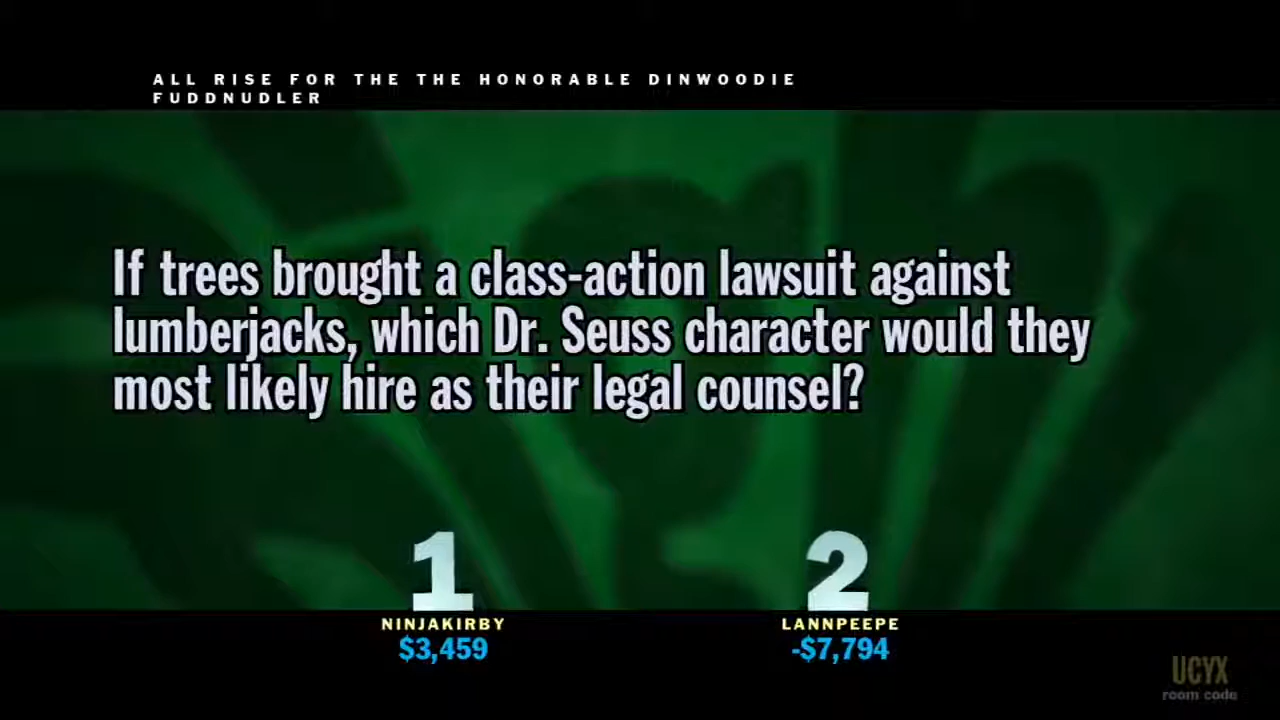 ALL RISE FOR THE THE HONORABLE DINWOODIE
FUDDNUDLER
If trees brought a class-action lawsuit against
lumberjacks, which Dr. Seuss character would they
most likely hire as their legal counsel?
1
NINJAKIRBY
$3,459
2
LANNPEEPE
-$7,794
UCYX
room code